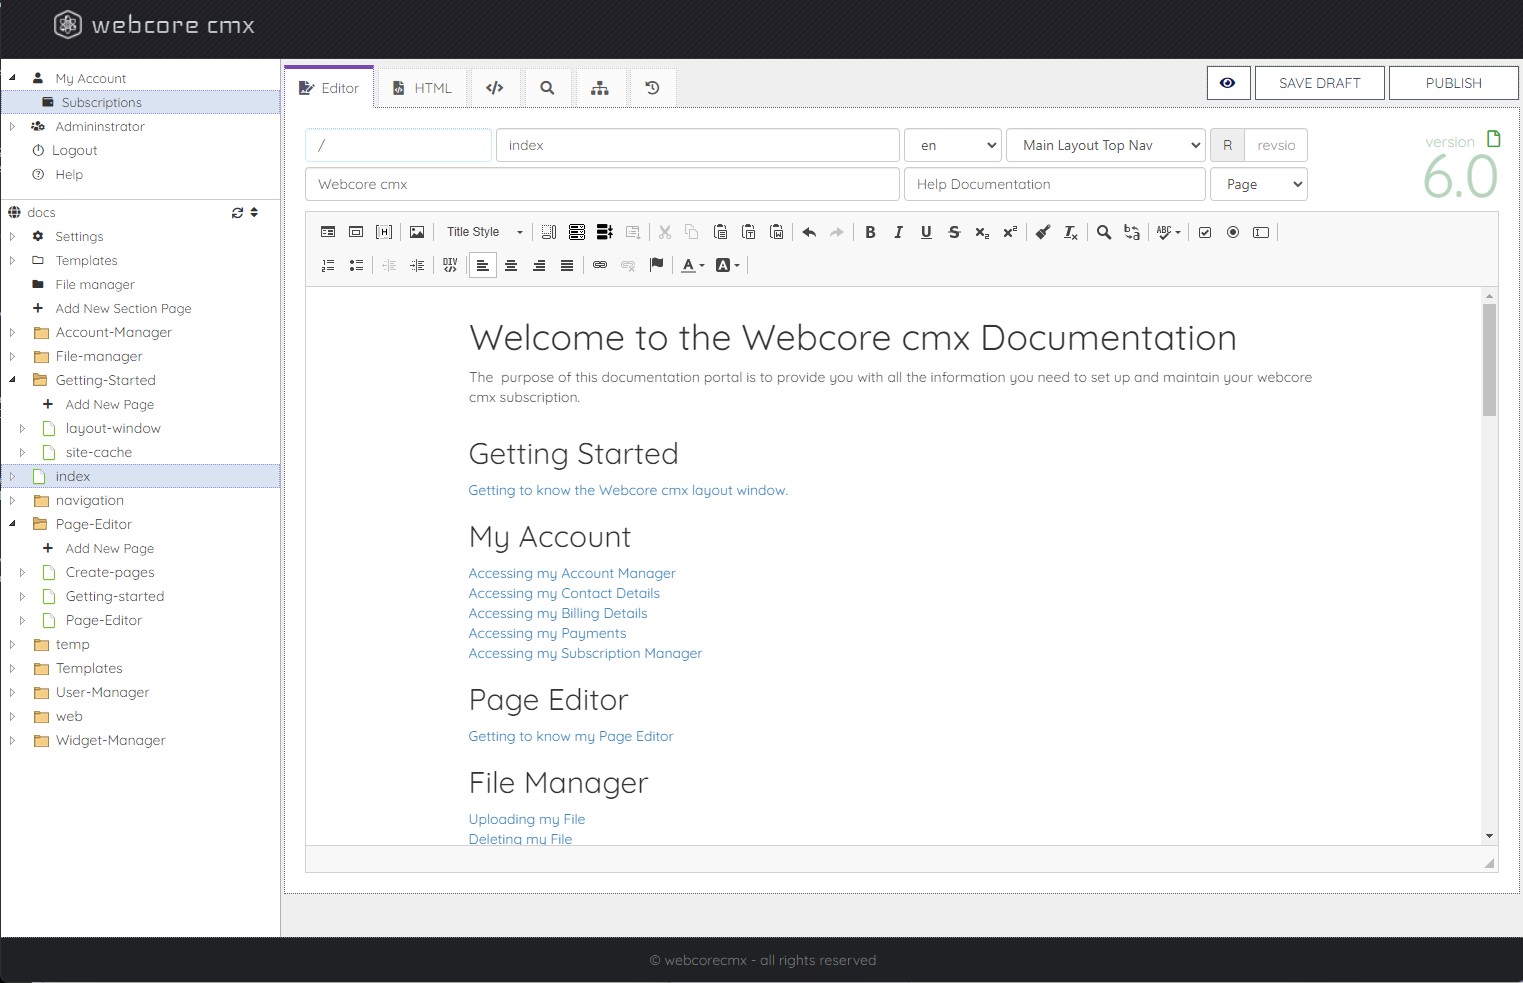 webcore cmx
My Account
Subscriptions
Admininstrator
Logout
Help
docs
Settings
Templates
File manager
Add New Section Page
Account-Manager
File-manager
Getting-Started
Add New Page
layout-window
site-cache
index
navigation
Page-Editor
Add New Page
Create-pages
Getting-started
Page-Editor
temp
Templates
User-Manager
web
Widget-Manager
Editor HTML SAVE DRAFT PUBLISH
/ index en Main Layout Top Nav R revsio version
6.0
Webcore cmx Help Documentation Page
Title Style
Welcome to the Webcore cmx Documentation
The purpose of this documentation portal is to provide you with all the information you need to set up and maintain your webcore
cmx subscription.
Getting Started
Getting to know the Webcore cmx layout window.
My Account
Accessing my Account Manager
Accessing my Contact Details
Accessing my Billing Details
Accessing my Payments
Accessing my Subscription Manager
Page Editor
Getting to know my Page Editor
File Manager
Uploading my File
Deleting my File
© webcorecmx - all rights reserved